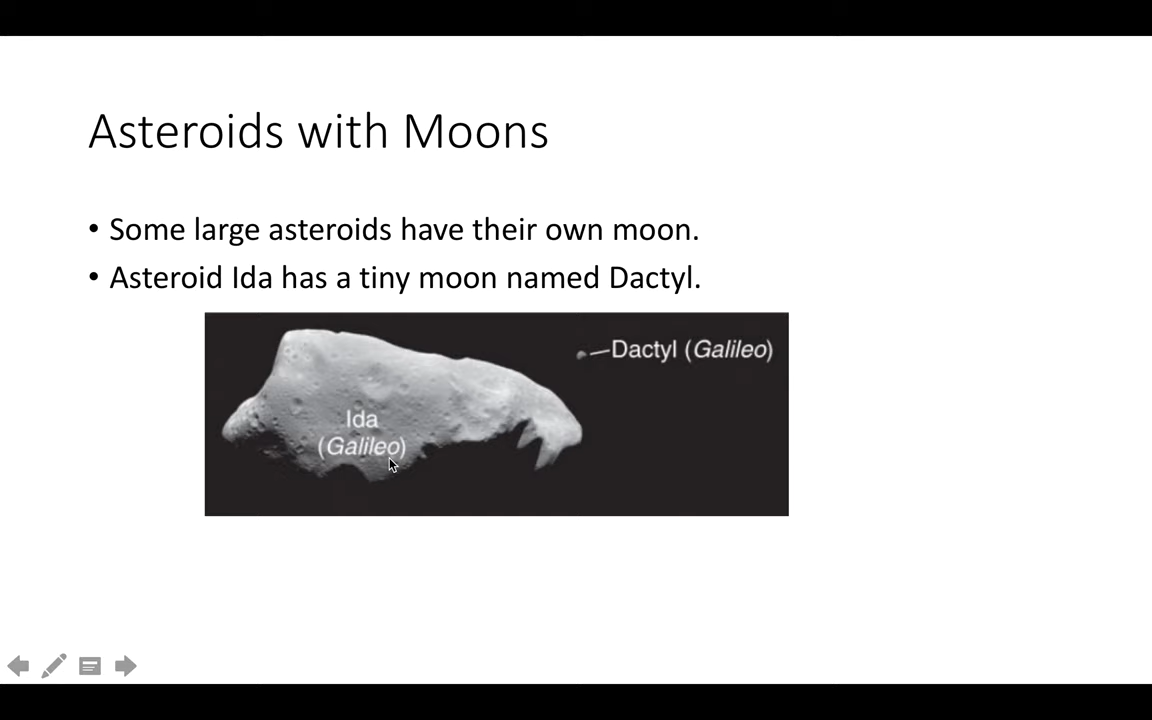 Asteroids with Moons
• Some large asteroids have their own moon.
• Asteroid Ida has a tiny moon named Dactyl.
Dactyl (Galileo)
Ida
(Galileo)